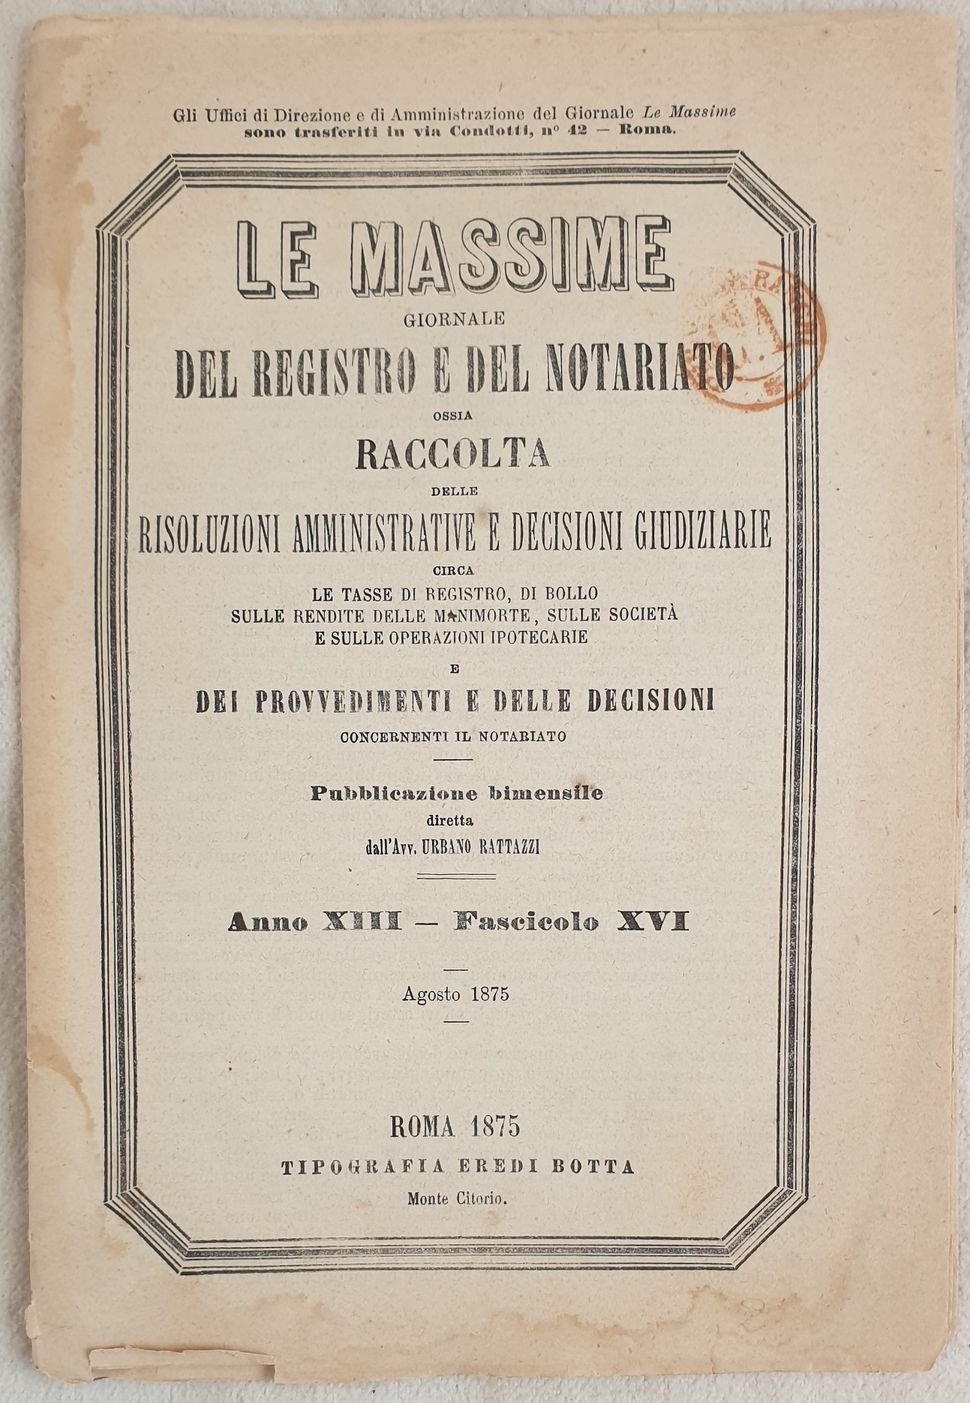 Gli Uffici di Direzione e di Amministrazione del Giornale Le Massime
sono trasferiti in via Condotti, nº 42 — Roma.
LE MASSIME
GIORNALE
DEL REGISTRO E DEL NOTARIATO
OSSIA
RACCOLTA
DELLE
RISOLUZIONI AMMINISTRATIVE E DECISIONI GIUDIZIARIE
CIRCA
LE TASSE DI REGISTRO, DI BOLLO
SULLE RENDITE DELLE MANIMORTE, SULLE SOCIETÀ
E SULLE OPERAZIONI IPOTECARIE
E
DEI PROVVEDIMENTI E DELLE DECISIONI
CONCERNENTI IL NOTARIATO
Pubblicazione bimensile
diretta
dall'Avv. URBANO RATTAZZI
Anno XIII — Fascicolo XVI
Agosto 1875
ROMA 1875
TIPOGRAFIA EREDI BOTTA
Monte Citorio.